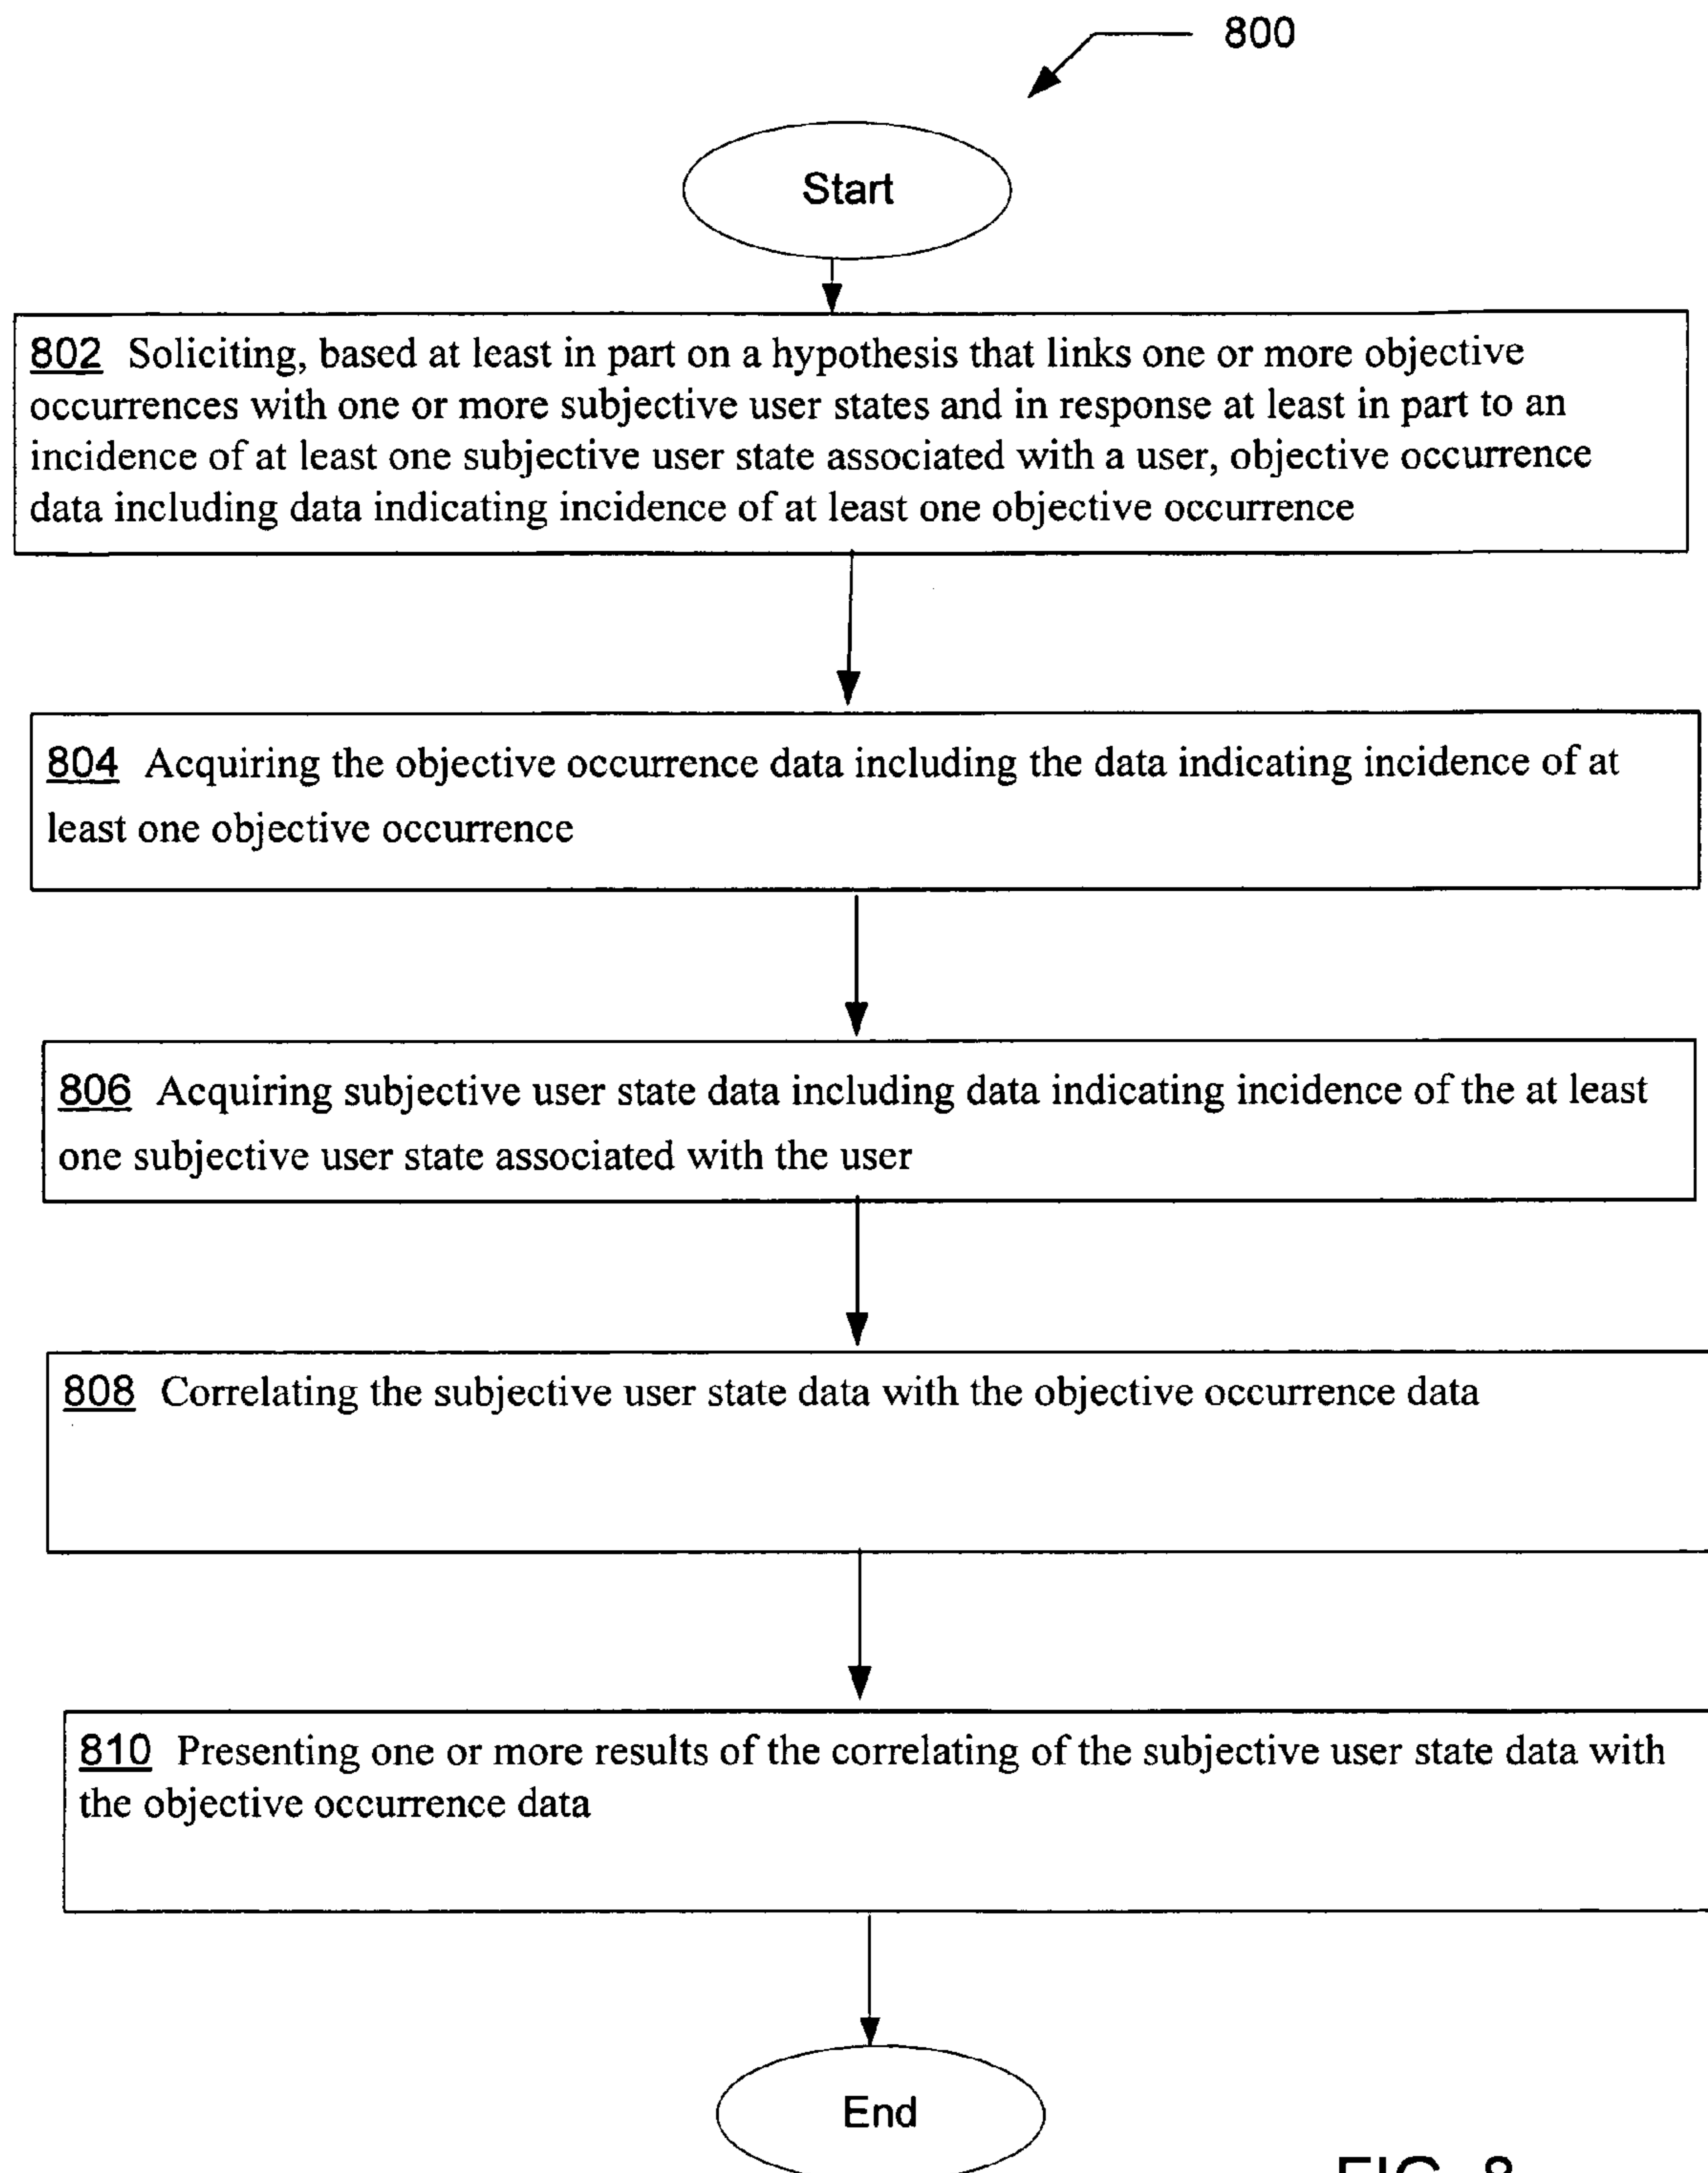 800
Start
802 Soliciting, based at least in part on a hypothesis that links one or more objective
occurrences with one or more subjective user states and in response at least in part to an
incidence of at least one subjective user state associated with a user, objective occurrence
data including data indicating incidence of at least one objective occurrence
804 Acquiring the objective occurrence data including the data indicating incidence of at
least one objective occurrence
806 Acquiring subjective user state data including data indicating incidence of the at least
one subjective user state associated with the user
808 Correlating the subjective user state data with the objective occurrence data
810 Presenting one or more results of the correlating of the subjective user state data with
the objective occurrence data
End
FIG. 8